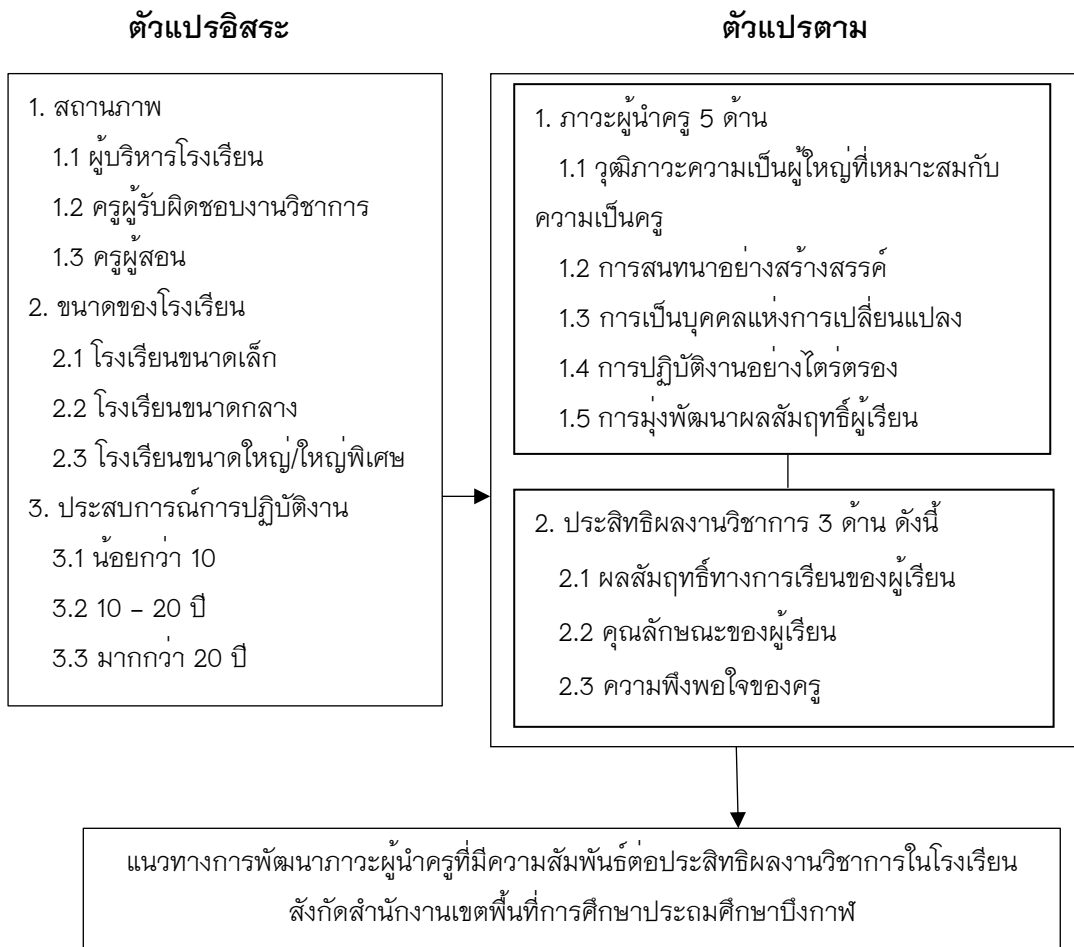 ตัวแปรอิสระ
ตัวแปรตาม
1. สถานภาพ
1.1 ผู้บริหารโรงเรียน
1.2 ครูผู้รับผิดชอบงานวิชาการ
1.3 ครูผู้สอน
2. ขนาดของโรงเรียน
2.1 โรงเรียนขนาดเล็ก
2.2 โรงเรียนขนาดกลาง
2.3 โรงเรียนขนาดใหญ่/ใหญ่พิเศษ
3. ประสบการณ์การปฏิบัติงาน
3.1 น้อยกว่า 10
3.2 10 – 20 ปี
3.3 มากกว่า 20 ปี
1. ภาวะผู้นำครู 5 ด้าน
1.1 วุฒิภาวะความเป็นผู้ใหญ่ที่เหมาะสมกับ
ความเป็นครู
1.2 การสนทนาอย่างสร้างสรรค์
1.3 การเป็นบุคคลแห่งการเปลี่ยนแปลง
1.4 การปฏิบัติงานอย่างไตร่ตรอง
1.5 การมุ่งพัฒนาผลสัมฤทธิ์ผู้เรียน
2. ประสิทธิผลงานวิชาการ 3 ด้าน ดังนี้
2.1 ผลสัมฤทธิ์ทางการเรียนของผู้เรียน
2.2 คุณลักษณะของผู้เรียน
2.3 ความพึงพอใจของครู
แนวทางการพัฒนาภาวะผู้นำครูที่มีความสัมพันธ์ต่อประสิทธิผลงานวิชาการในโรงเรียน
สังกัดสำนักงานเขตพื้นที่การศึกษาประถมศึกษาบึงกาฬ